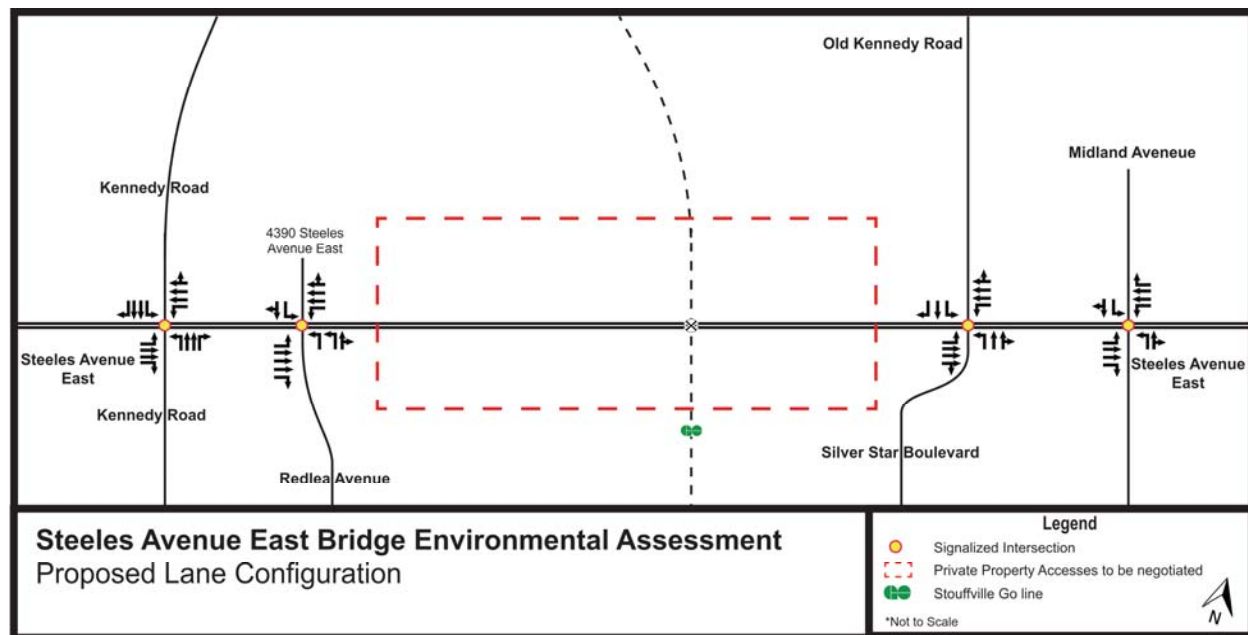 Old Kennedy Road
Midland Aveneue
Kennedy Road
4390 Steeles
Avenue East
Steeles Avenue
East
Steeles Avenue
East
Kennedy Road
Redlea Avenue
Silver Star Boulevard
Steeles Avenue East Bridge Environmental Assessment
Proposed Lane Configuration
Legend
Signalized Intersection
Private Property Accesses to be negotiated
Stouffville Go line
*Not to Scale
N